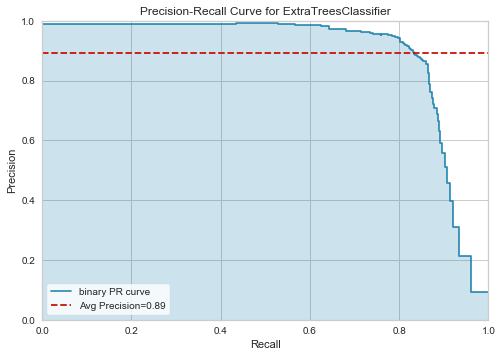 Precision-Recall Curve for ExtraTreesClassifier
1.0
0.8
0.6
0.4
0.2
0.0
Precision
binary PR curve
Avg Precision=0.89
0.0 0.2 0.4 0.6 0.8 1.0
Recall